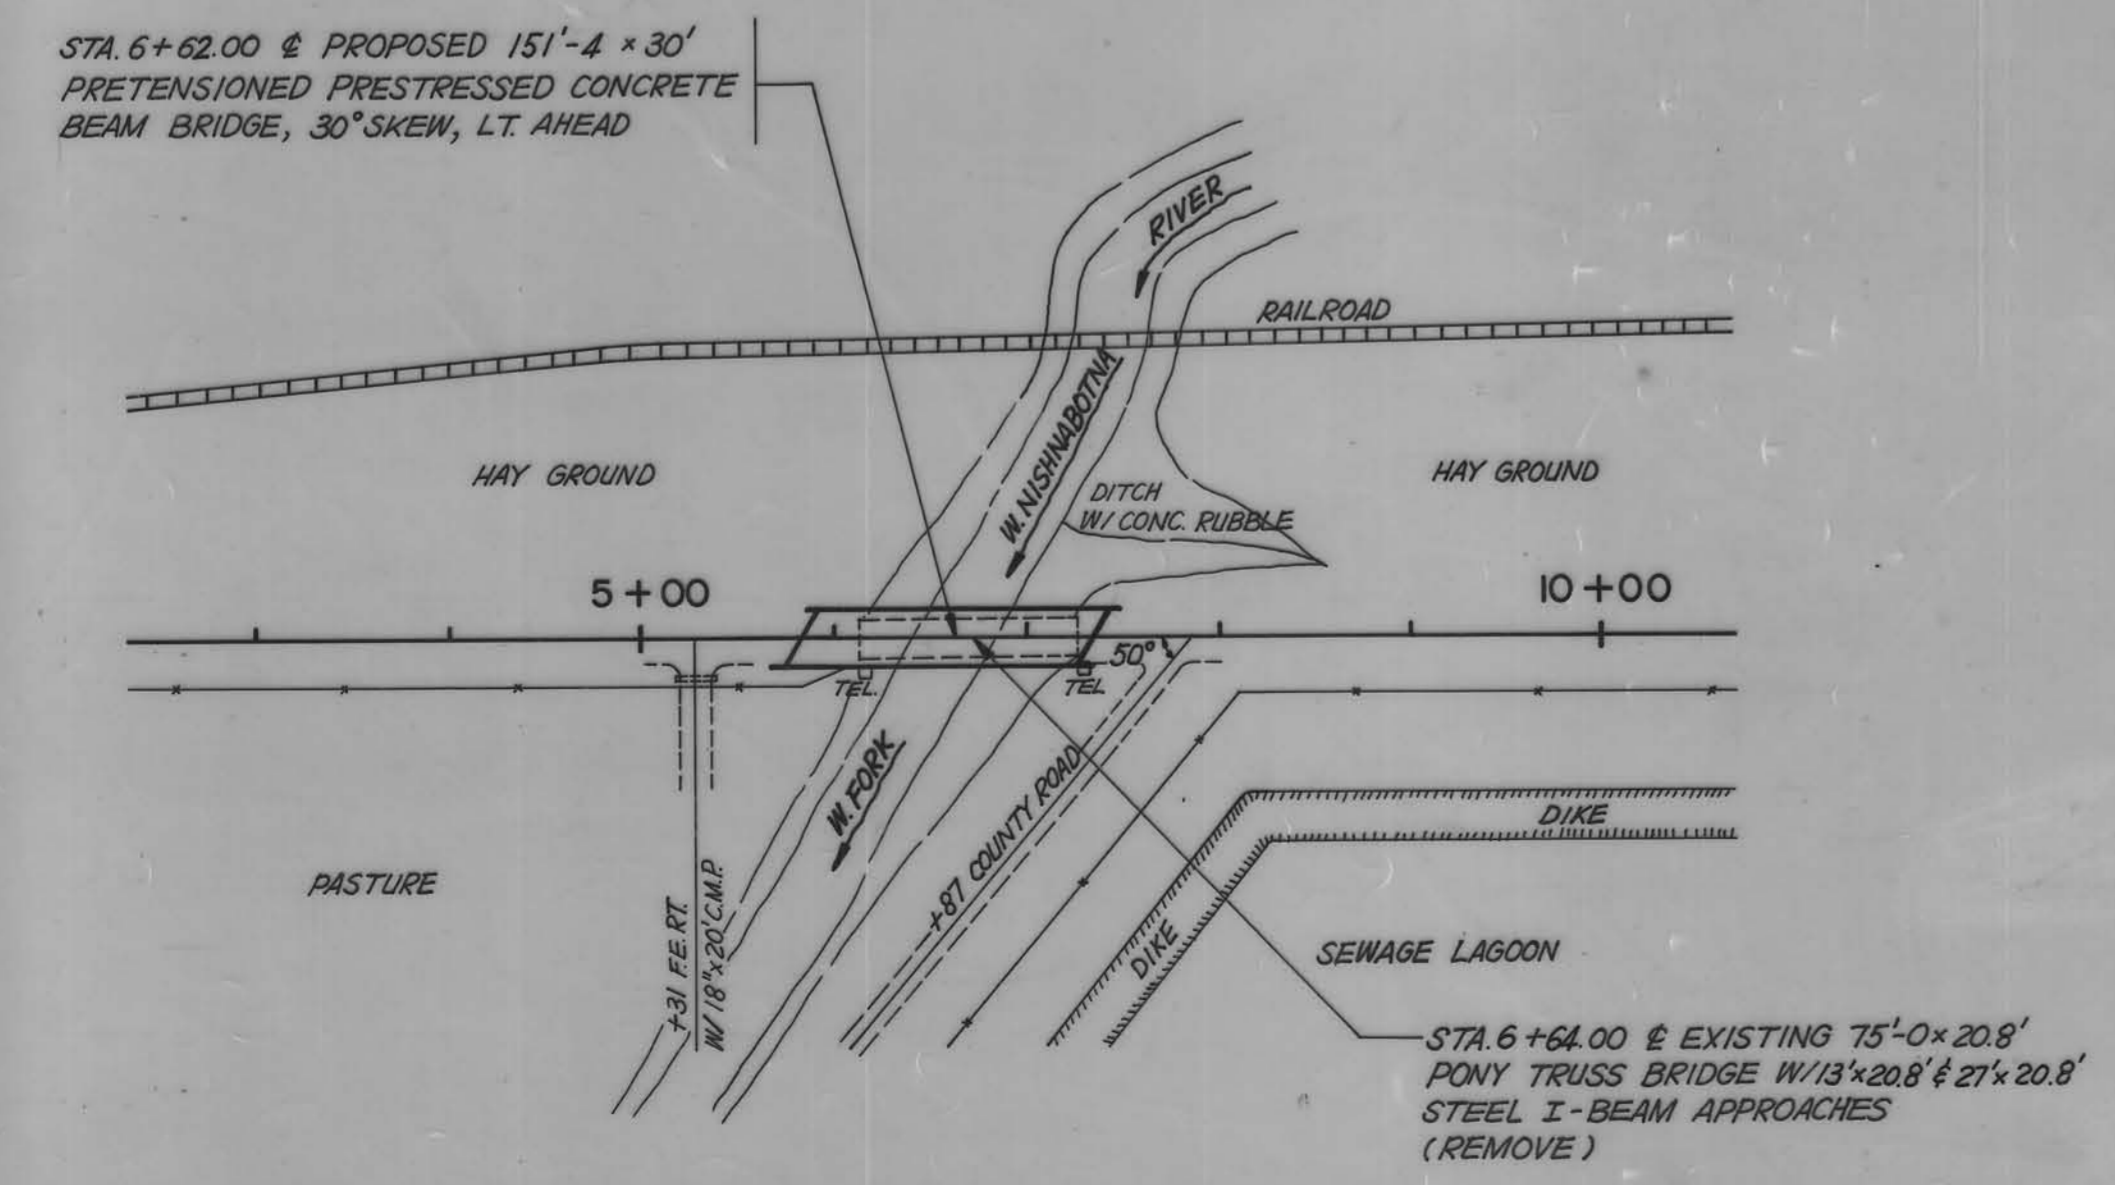 STA. 6+62.00 ℄ PROPOSED 151'-4 × 30'
PRETENSIONED PRESTRESSED CONCRETE
BEAM BRIDGE, 30° SKEW, LT. AHEAD
RIVER
RAILROAD
W. NISHNABOTNA
HAY GROUND
HAY GROUND
DITCH
W/ CONC. RUBBLE
5+00
10+00
50°
TEL.
TEL
W. FORK
+87 COUNTY ROAD
DIKE
PASTURE
+31 F.E. RT.
W/ 18"×20' C.M.P.
DIKE
SEWAGE LAGOON
STA. 6+64.00 ℄ EXISTING 75'-0 × 20.8'
PONY TRUSS BRIDGE W/13'×20.8' & 27'×20.8'
STEEL I-BEAM APPROACHES
(REMOVE)